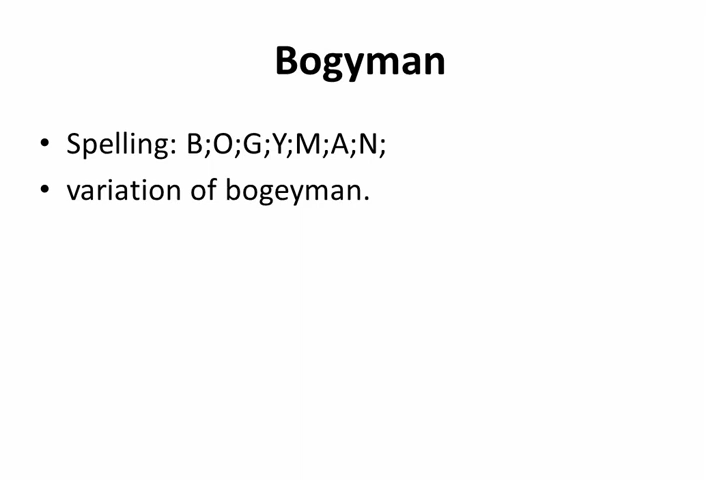 Bogyman
• Spelling: B;O;G;Y;M;A;N;
• variation of bogeyman.